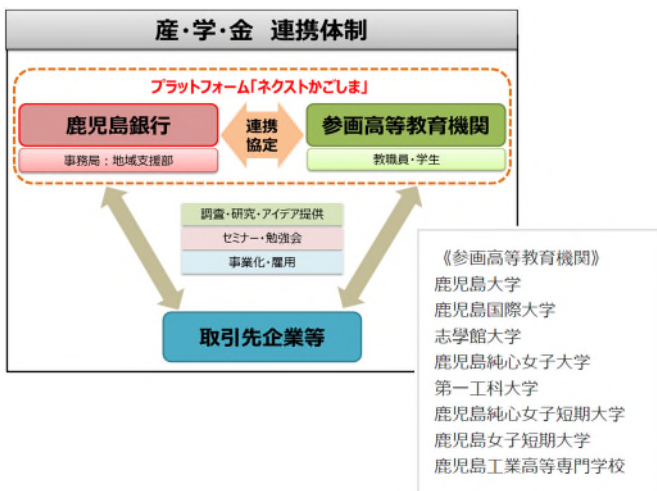 産・学・金 連携体制
プラットフォーム「ネクストかごしま」
鹿児島銀行
連携
協定
参画高等教育機関
事務局：地域支援部
教職員・学生
調査・研究・アイデア提供
セミナー・勉強会
事業化・雇用
取引先企業等
《参画高等教育機関》
鹿児島大学
鹿児島国際大学
志學館大学
鹿児島純心女子大学
第一工科大学
鹿児島純心女子短期大学
鹿児島女子短期大学
鹿児島工業高等専門学校